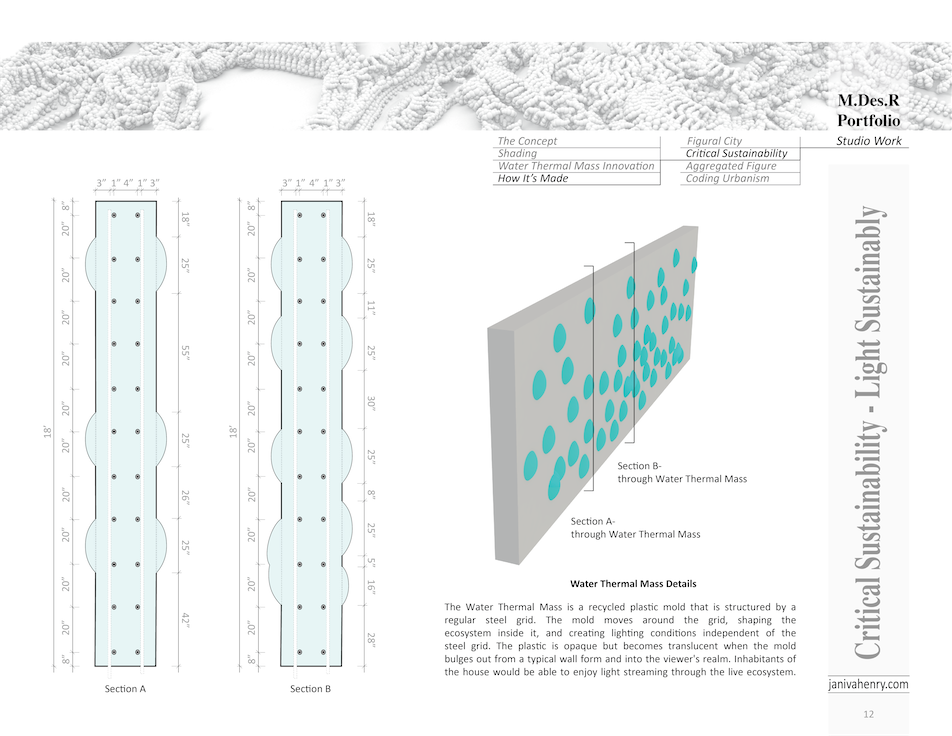 M.Des.R
Portfolio
Studio Work
The Concept
Shading
Water Thermal Mass Innovation
How It's Made
Figural City
Critical Sustainability
Aggregated Figure
Coding Urbanism
3" 1" 4" 1" 3"
8"
20"
20"
20"
20"
20"
20"
20"
20"
20"
20"
8"
18'
18"
25"
55"
25"
26"
25"
42"
Section A
3" 1" 4" 1" 3"
8"
20"
20"
20"
20"
20"
20"
20"
20"
20"
20"
8"
18'
18"
25"
11"
25"
30"
25"
8"
25"
5"
16"
28"
Section B
Section B-
through Water Thermal Mass
Section A-
through Water Thermal Mass
Water Thermal Mass Details
The Water Thermal Mass is a recycled plastic mold that is structured by a
regular steel grid. The mold moves around the grid, shaping the
ecosystem inside it, and creating lighting conditions independent of the
steel grid. The plastic is opaque but becomes translucent when the mold
bulges out from a typical wall form and into the viewer's realm. Inhabitants of
the house would be able to enjoy light streaming through the live ecosystem.
Critical Sustainability - Light Sustainably
janivahenry.com
12